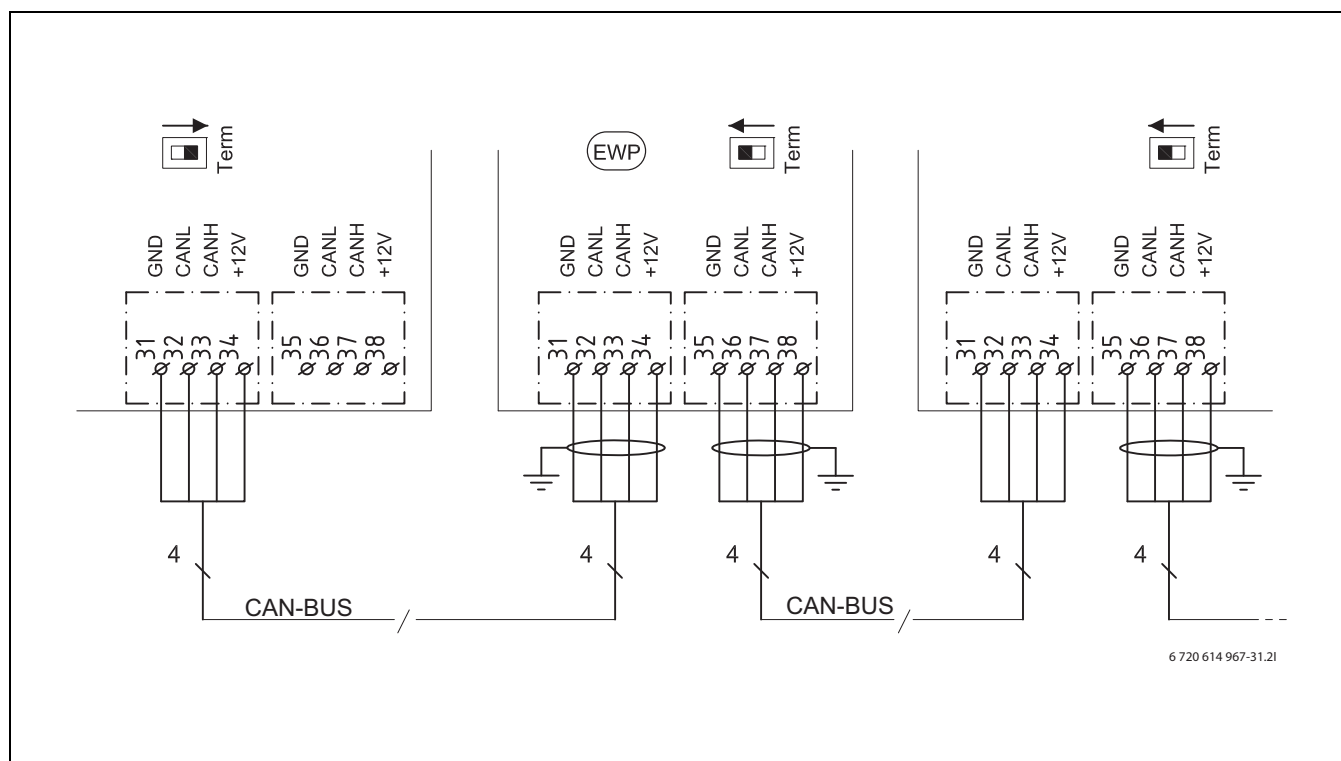 Term
EWP
Term
Term
GND CANL CANH +12V
GND CANL CANH +12V
GND CANL CANH +12V
GND CANL CANH +12V
GND CANL CANH +12V
GND CANL CANH +12V
31 32 33 34
35 36 37 38
31 32 33 34
35 36 37 38
31 32 33 34
35 36 37 38
4
4
4
4
4
CAN-BUS
CAN-BUS
6 720 614 967-31.2I